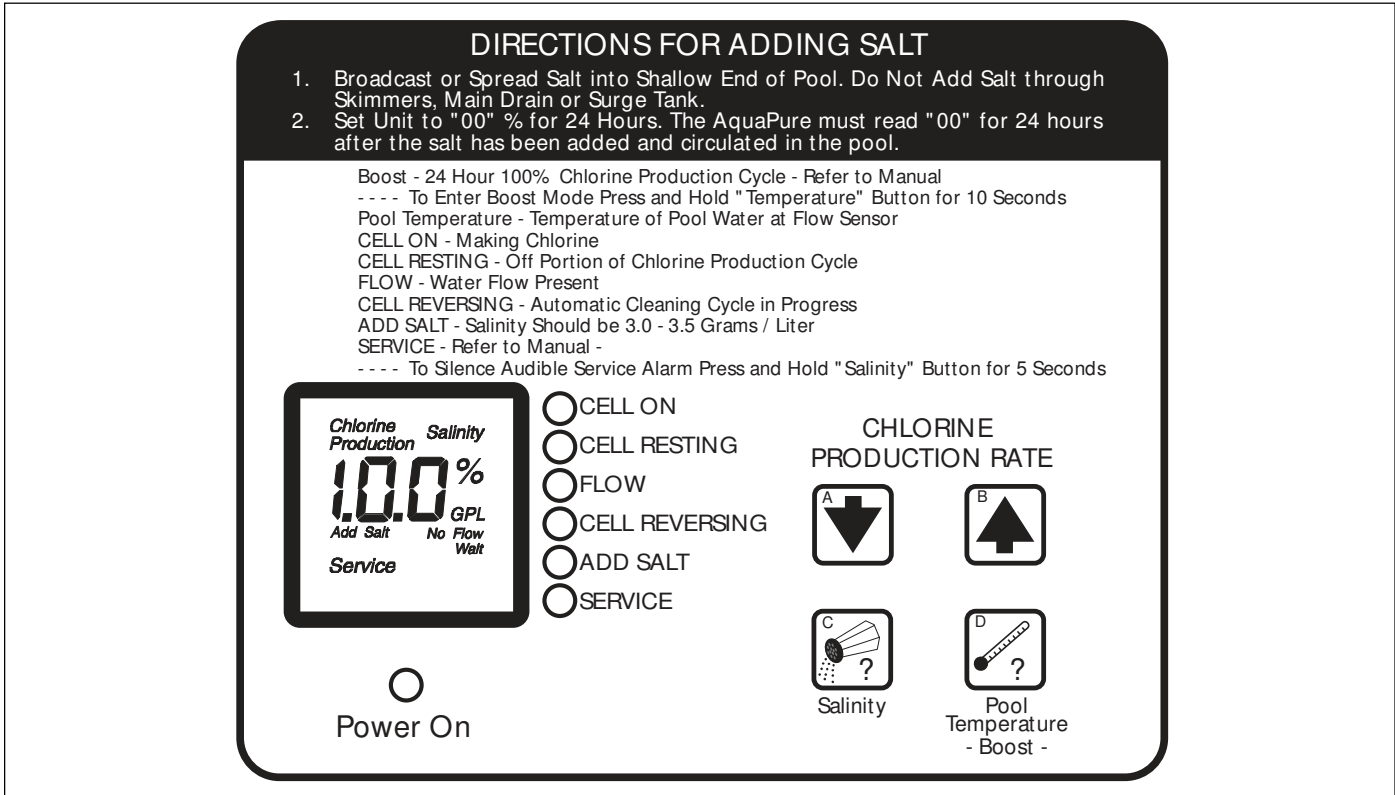 DIRECTIONS FOR ADDING SALT
1. Broadcast or Spread Salt into Shallow End of Pool. Do Not Add Salt through
Skimmers, Main Drain or Surge Tank.
2. Set Unit to "00" % for 24 Hours. The AquaPure must read "00" for 24 hours
after the salt has been added and circulated in the pool.
Boost - 24 Hour 100% Chlorine Production Cycle - Refer to Manual
- - - - To Enter Boost Mode Press and Hold "Temperature" Button for 10 Seconds
Pool Temperature - Temperature of Pool Water at Flow Sensor
CELL ON - Making Chlorine
CELL RESTING - Off Portion of Chlorine Production Cycle
FLOW - Water Flow Present
CELL REVERSING - Automatic Cleaning Cycle in Progress
ADD SALT - Salinity Should be 3.0 - 3.5 Grams / Liter
SERVICE - Refer to Manual -
- - - - To Silence Audible Service Alarm Press and Hold "Salinity" Button for 5 Seconds
Chlorine
Production
Salinity
1.0.0 %
GPL
Add Salt
No Flow
Wait
Service
CELL ON
CELL RESTING
FLOW
CELL REVERSING
ADD SALT
SERVICE
Power On
CHLORINE
PRODUCTION RATE
A
B
C
?
Salinity
D
?
Pool
Temperature
- Boost -